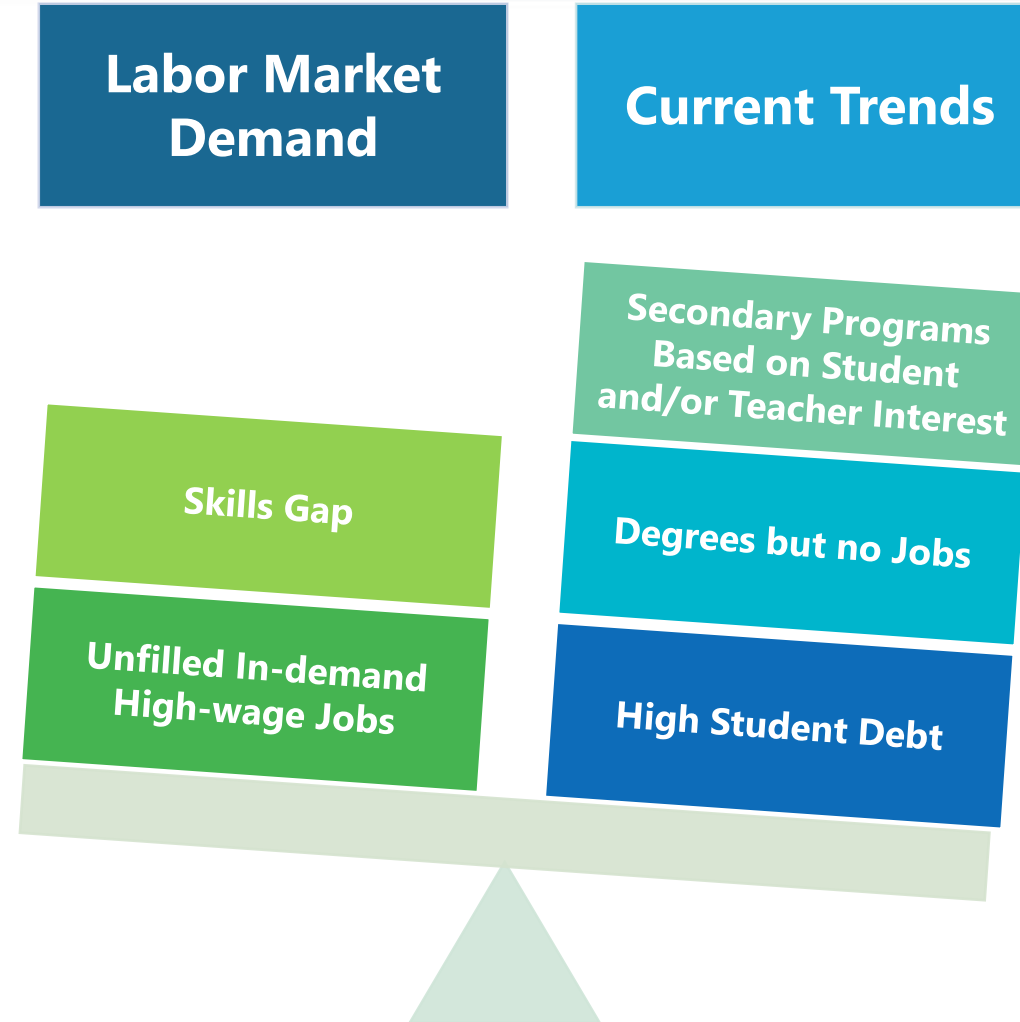 Labor Market
Demand
Current Trends
Skills Gap
Unfilled In-demand
High-wage Jobs
Secondary Programs
Based on Student
and/or Teacher Interest
Degrees but no Jobs
High Student Debt